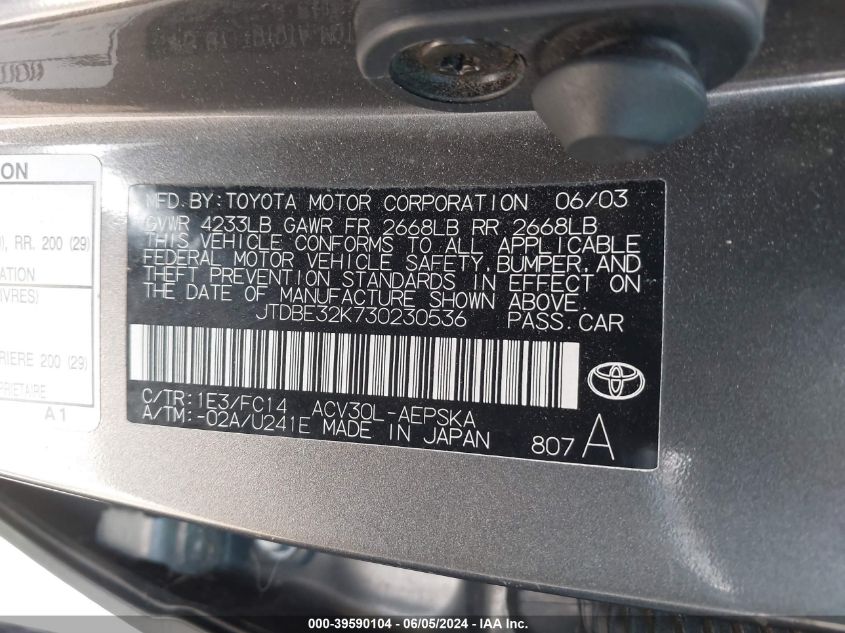 ION
), RR. 200 (29)
ATION
IVRES)
RIERE 200 (29)
PRIETAIRE
A1
MFD. BY: TOYOTA MOTOR CORPORATION 06/03
GVWR 4233LB GAWR FR 2668LB RR 2668LB
THIS VEHICLE CONFORMS TO ALL APPLICABLE
FEDERAL MOTOR VEHICLE SAFETY, BUMPER, AND
THEFT PREVENTION STANDARDS IN EFFECT ON
THE DATE OF MANUFACTURE SHOWN ABOVE.
JTDBE32K730230536 PASS. CAR
C/TR: 1E3/FC14 ACV30L-AEPSKA
A/TM: -02A/U241E MADE IN JAPAN
807 A
000-39590104 - 06/05/2024 - IAA Inc.